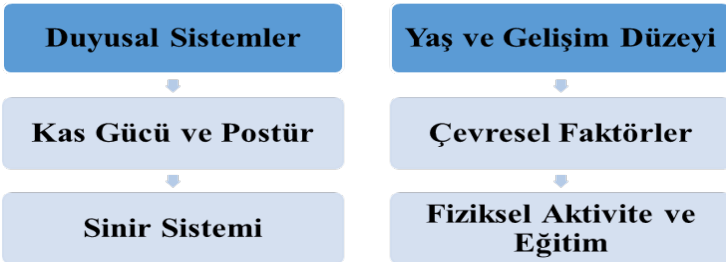 Duyusal Sistemler
Kas Gücü ve Postür
Sinir Sistemi
Yaş ve Gelişim Düzeyi
Çevresel Faktörler
Fiziksel Aktivite ve
Eğitim